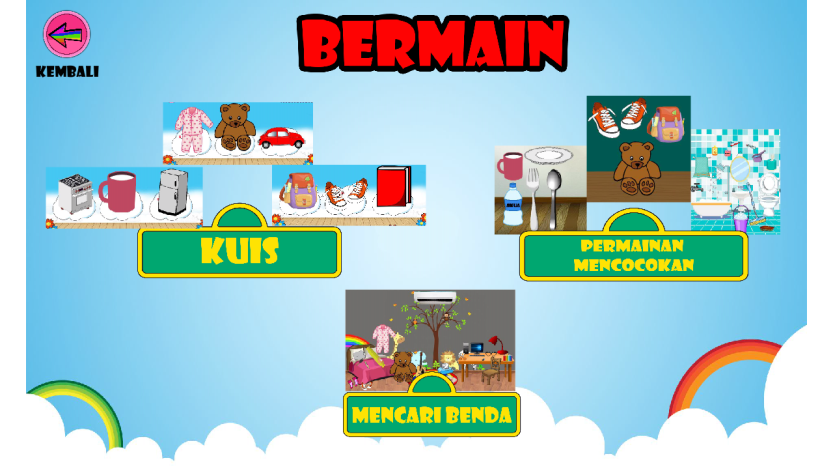 BERMAIN
KEMBALI
KUIS
PERMAINAN
MENCOCOKAN
MENCARI BENDA